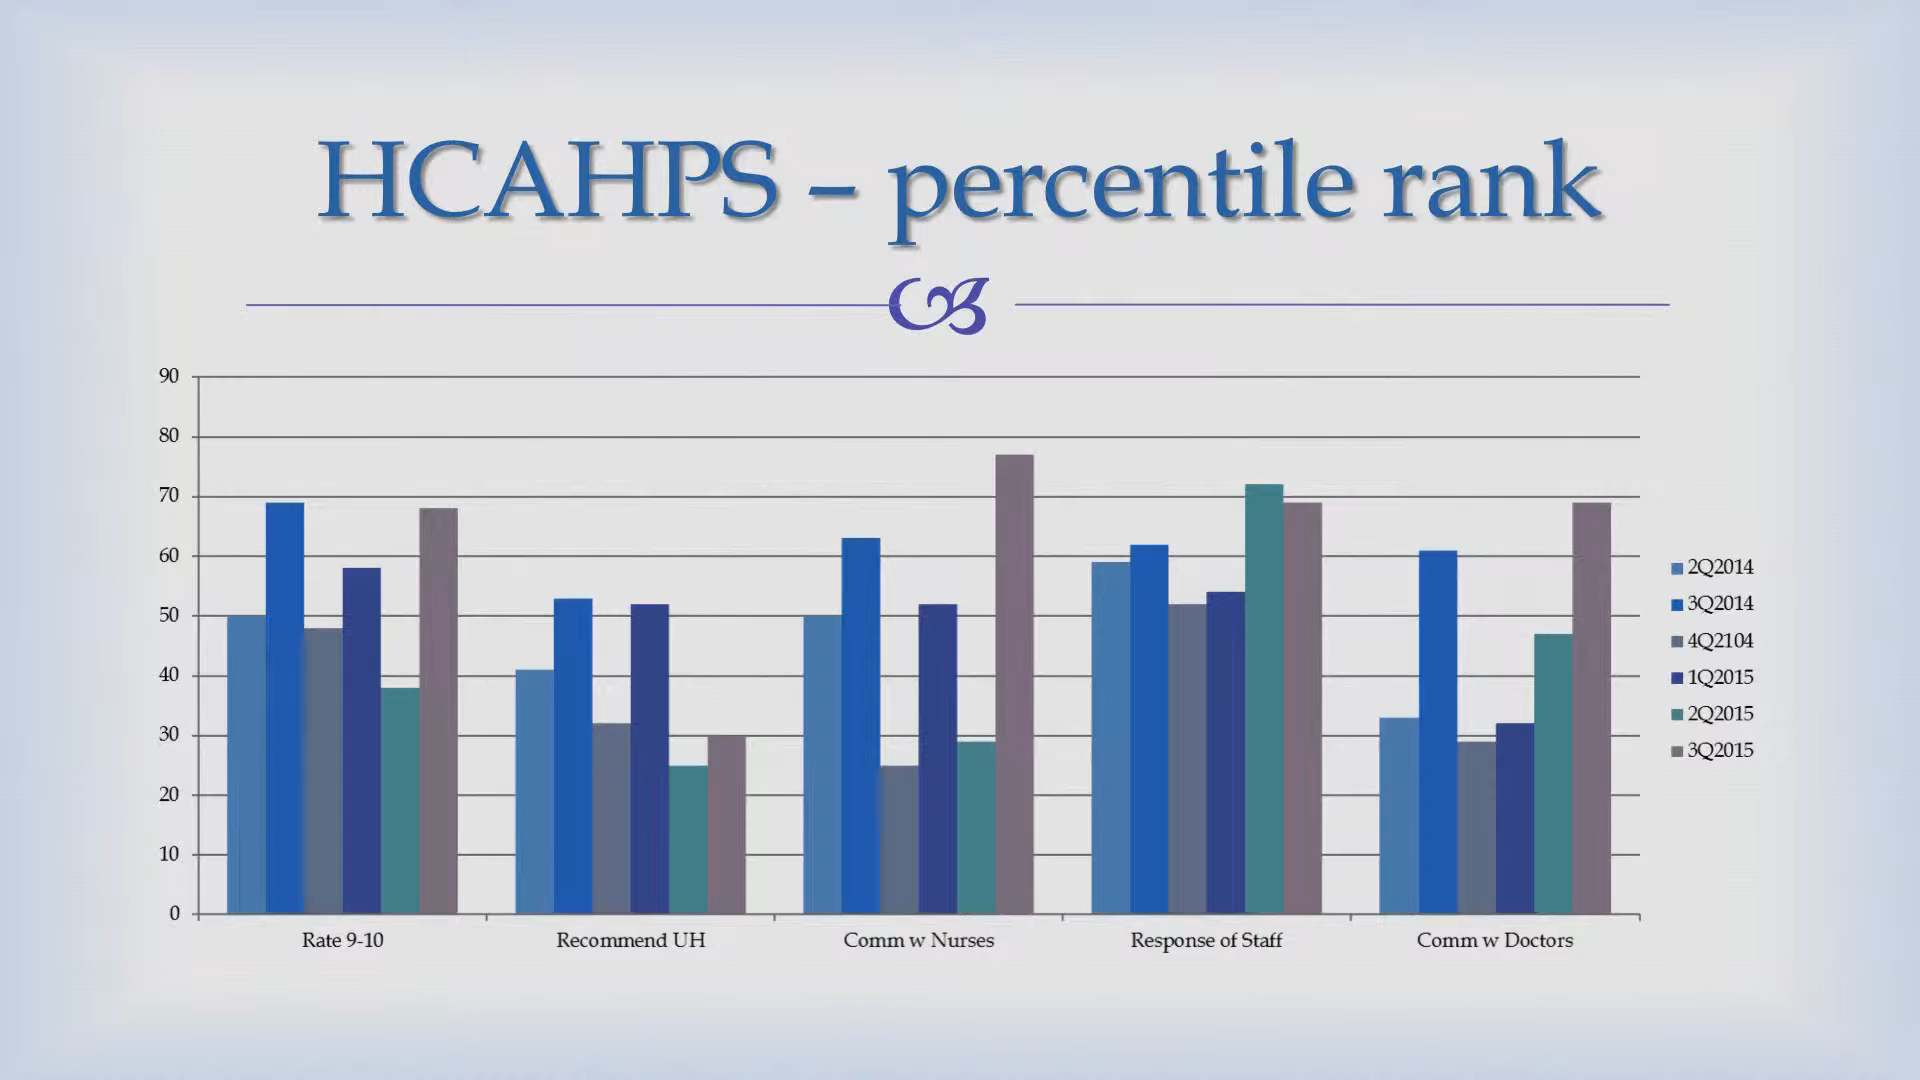 HCAHPS – percentile rank
90
80
70
60
50
40
30
20
10
0
Rate 9-10 Recommend UH Comm w Nurses Response of Staff Comm w Doctors
2Q2014
3Q2014
4Q2104
1Q2015
2Q2015
3Q2015